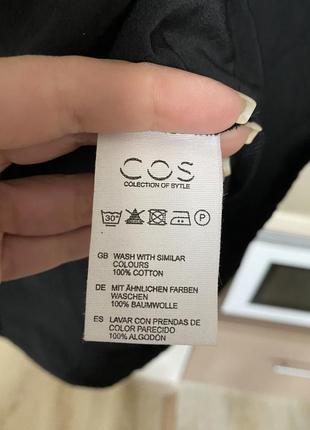 COS
COLECTION OF SYTLE
30°
P
GB WASH WITH SIMILAR
COLOURS
100% COTTON
DE MIT ÄHNLICHEN FARBEN
WASCHEN
100% BAUMWOLLE
ES LAVAR CON PRENDAS DE
COLOR PARECIDO
100% ALGODÓN